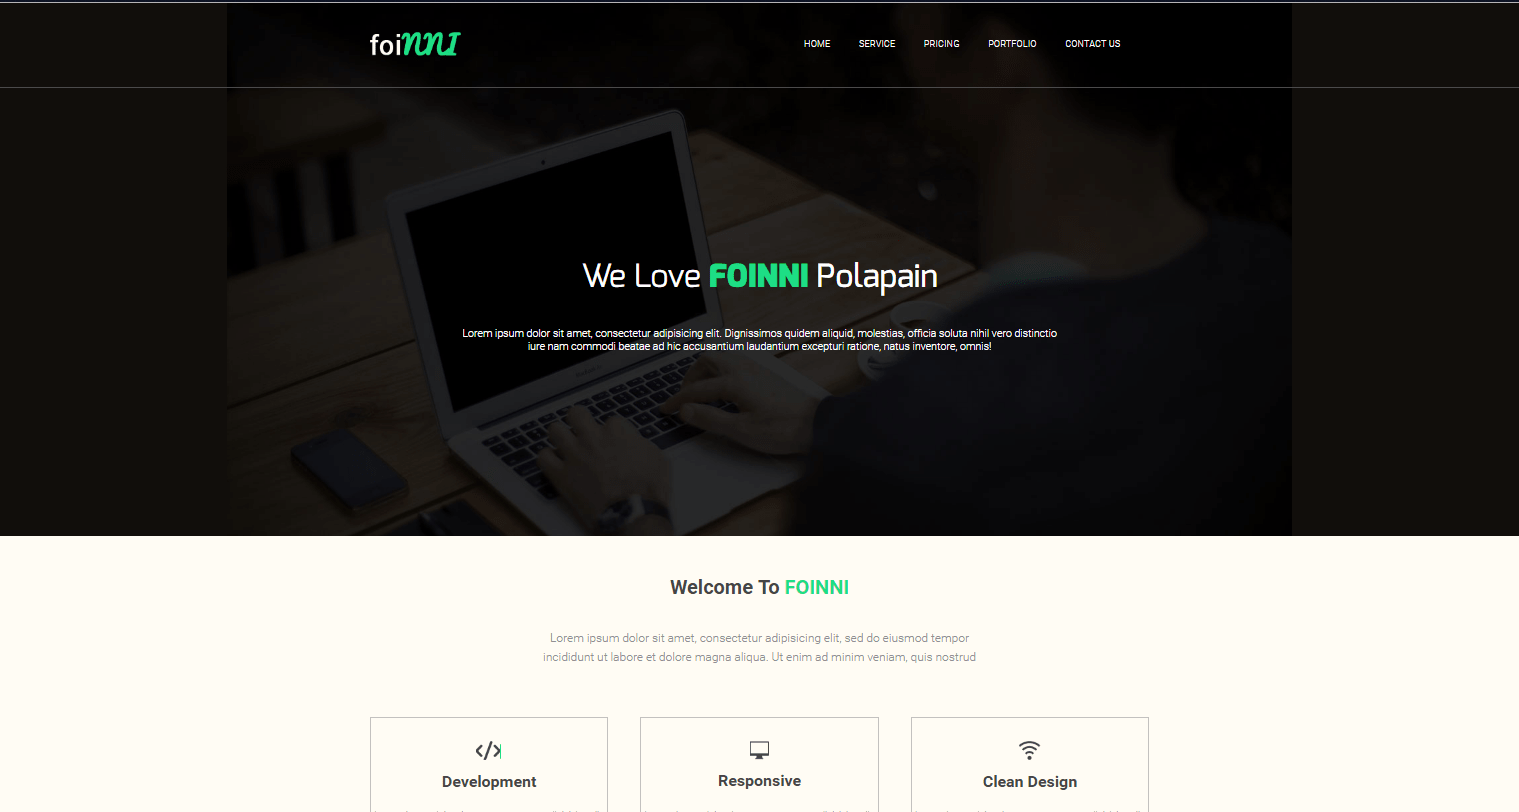 foiNNI
HOME SERVICE PRICING PORTFOLIO CONTACT US
We Love FOINNI Polapain
Lorem ipsum dolor sit amet, consectetur adipisicing elit. Dignissimos quidem aliquid, molestias, officia soluta nihil vero distinctio
iure nam commodi beatae ad hic accusantium laudantium excepturi ratione, natus inventore, omnis!
Welcome To FOINNI
Lorem ipsum dolor sit amet, consectetur adipisicing elit, sed do eiusmod tempor
incididunt ut labore et dolore magna aliqua. Ut enim ad minim veniam, quis nostrud
Development Responsive Clean Design